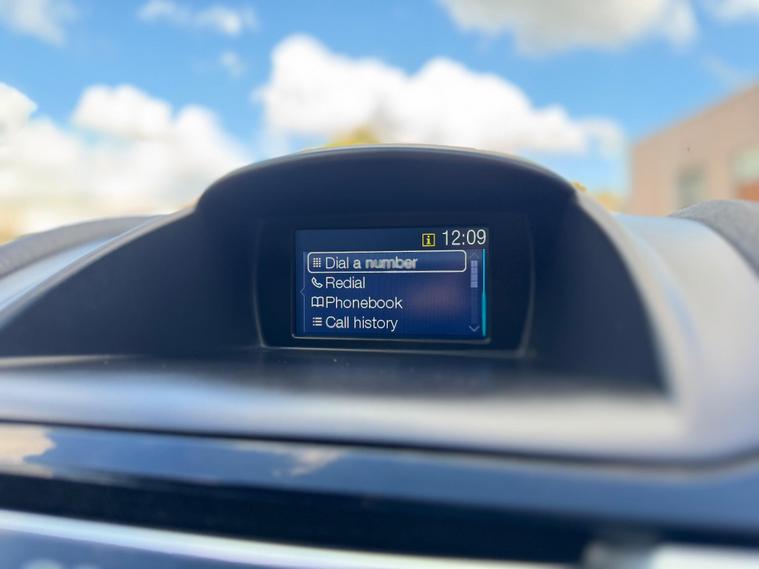 12:09
Dial a number
Redial
Phonebook
Call history